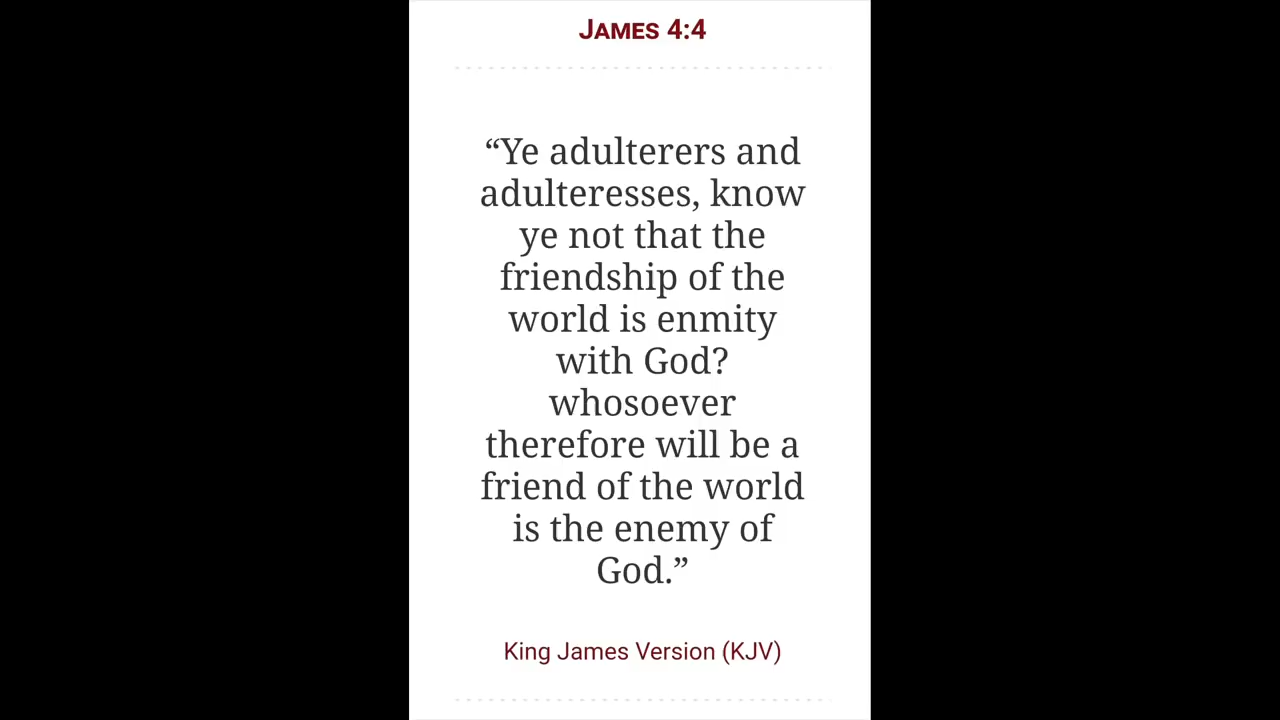 James 4:4
“Ye adulterers and
adulteresses, know
ye not that the
friendship of the
world is enmity
with God?
whosoever
therefore will be a
friend of the world
is the enemy of
God.”
King James Version (KJV)